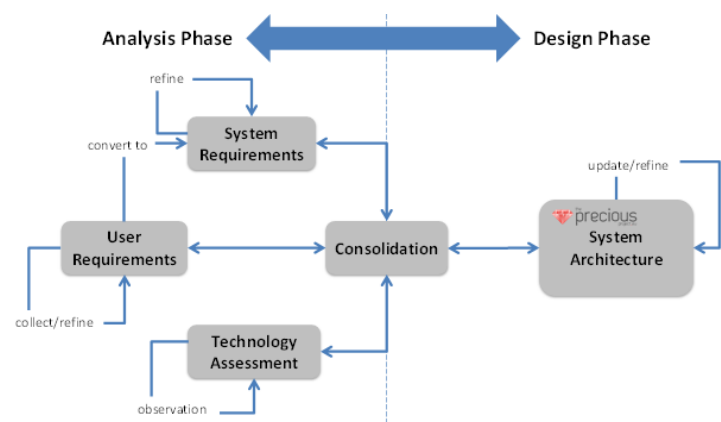 Analysis Phase
Design Phase
refine
System
Requirements
convert to
update/refine
precious
System
Architecture
User
Requirements
Consolidation
collect/refine
Technology
Assessment
observation